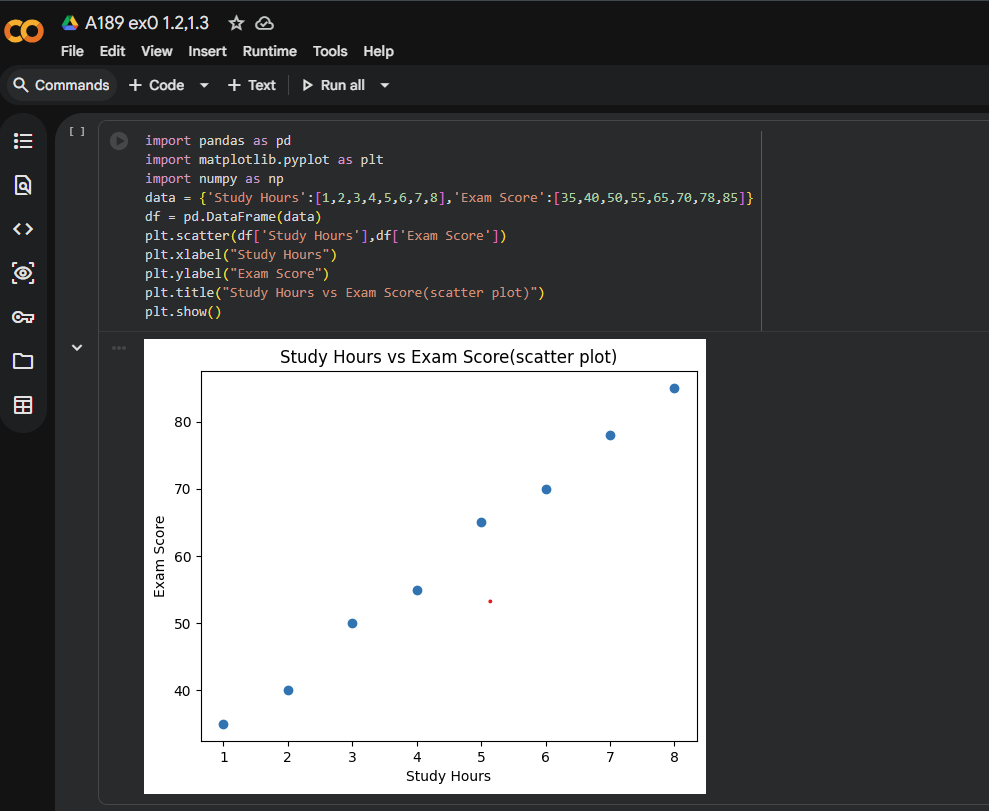 A189 ex0 1.2,1.3
File Edit View Insert Runtime Tools Help
Commands + Code + Text Run all
[ ]
import pandas as pd
import matplotlib.pyplot as plt
import numpy as np
data = {'Study Hours':[1,2,3,4,5,6,7,8],'Exam Score':[35,40,50,55,65,70,78,85]}
df = pd.DataFrame(data)
plt.scatter(df['Study Hours'],df['Exam Score'])
plt.xlabel("Study Hours")
plt.ylabel("Exam Score")
plt.title("Study Hours vs Exam Score(scatter plot)")
plt.show()
Study Hours vs Exam Score(scatter plot)
80
70
60
50
40
Exam Score
1 2 3 4 5 6 7 8
Study Hours